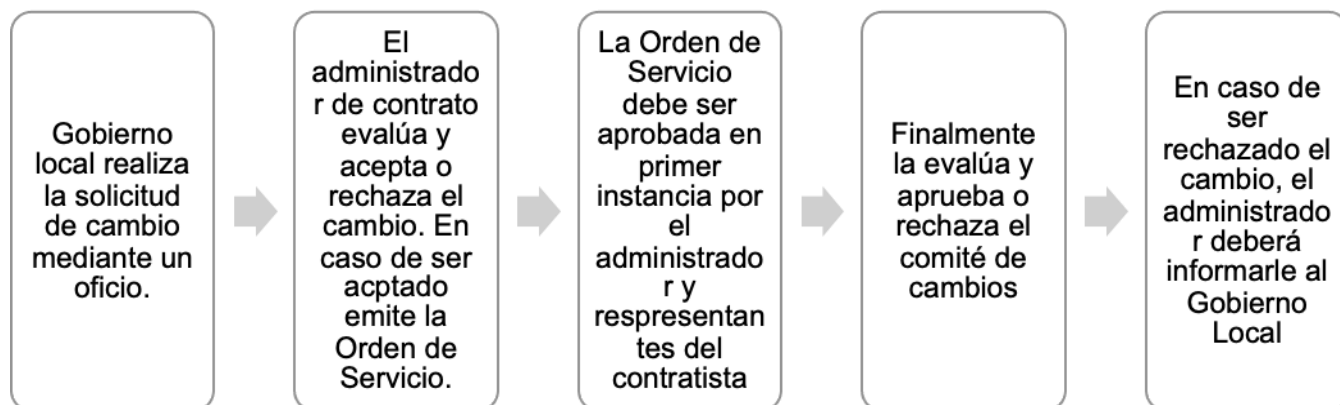 Gobierno
local realiza
la solicitud
de cambio
mediante un
oficio.
El
administrado
r de contrato
evalúa y
acepta o
rechaza el
cambio. En
caso de ser
acptado
emite la
Orden de
Servicio.
La Orden de
Servicio
debe ser
aprobada en
primer
instancia por
el
administrado
r y
respresentan
tes del
contratista
Finalmente
la evalúa y
aprueba o
rechaza el
comité de
cambios
En caso de
ser
rechazado el
cambio, el
administrado
r deberá
informarle al
Gobierno
Local